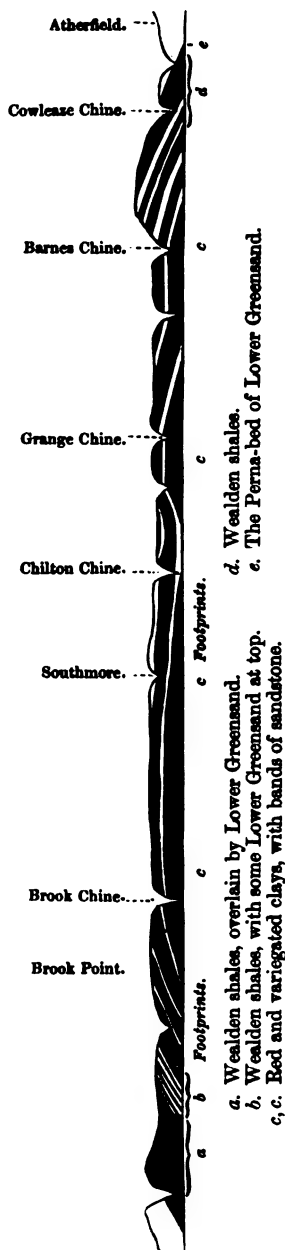 Atherfield.
Cowleaze Chine.
Barnes Chine.
Grange Chine.
Chilton Chine.
Southmore.
Brook Chine.
Brook Point.
a b Footprints. c c Footprints. c c d e
a. Wealden shales, overlain by Lower Greensand.
b. Wealden shales, with some Lower Greensand at top.
c, c. Red and variegated clays, with bands of sandstone.
d. Wealden shales.
e. The Perna-bed of Lower Greensand.